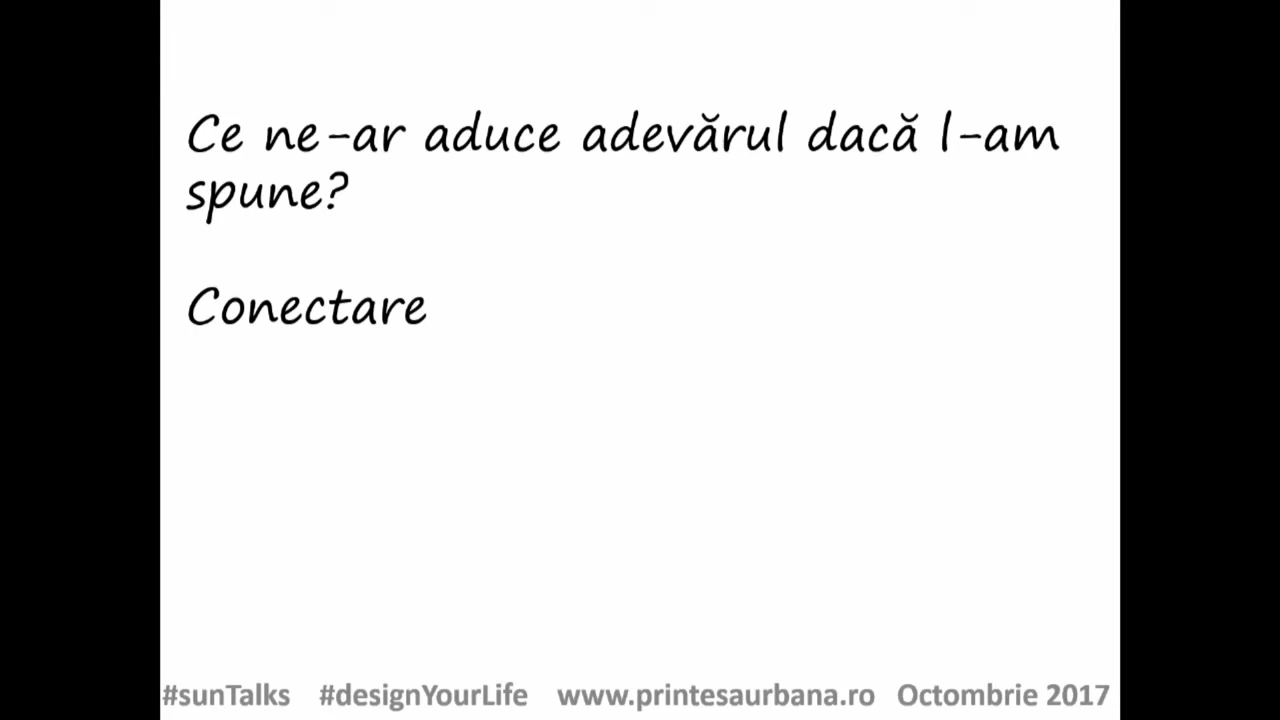 Ce ne-ar aduce adevărul dacă l-am
spune?
Conectare
#sunTalks #designYourLife www.printesaurbana.ro Octombrie 2017